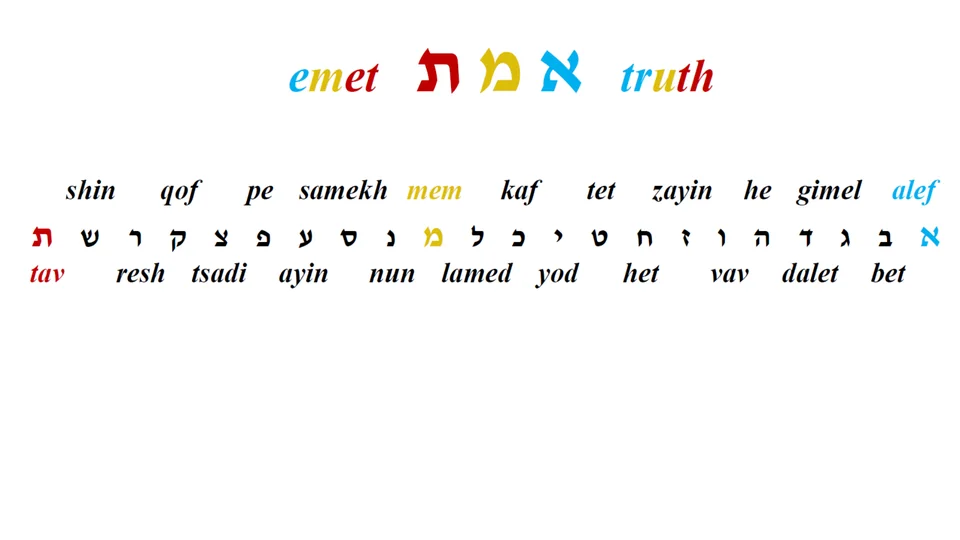 emet אמת truth
shin qof pe samekh mem kaf tet zayin he gimel alef
א ב ג ד ה ו ז ח ט י כ ל מ נ ס ע פ צ ק ר ש ת
tav resh tsadi ayin nun lamed yod het vav dalet bet